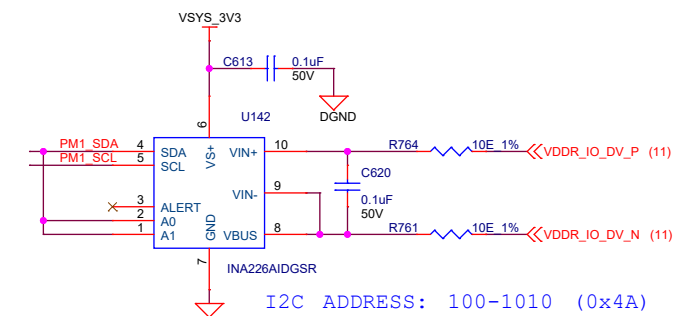 VSYS_3V3
C613 0.1uF
50V
DGND
U142
6
PM1_SDA 4 SDA VS+ VIN+ 10 R764 10E_1% VDDR_IO_DV_P (11)
PM1_SCL 5 SCL
C620
9 VIN-
0.1uF
50V
3 ALERT
2 A0
1 A1 GND VBUS 8 R761 10E_1% VDDR_IO_DV_N (11)
7
INA226AIDGSR
I2C ADDRESS: 100-1010 (0x4A)